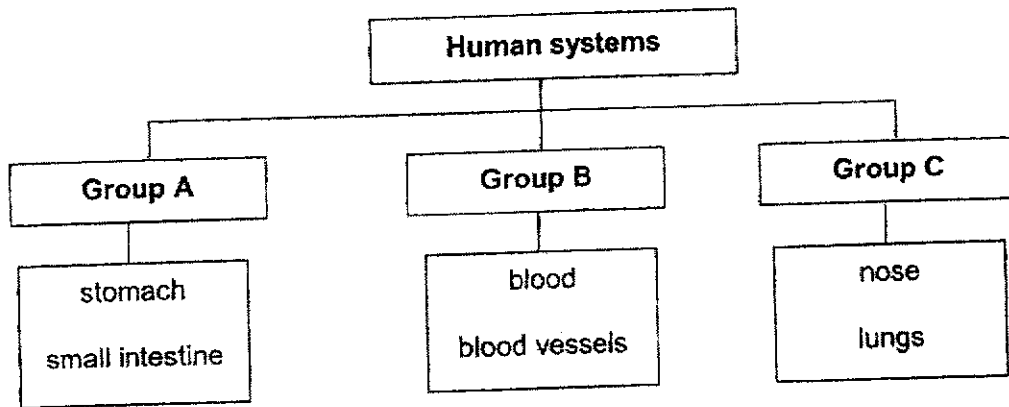 Human systems
Group A
Group B
Group C
stomach
small intestine
blood
blood vessels
nose
lungs